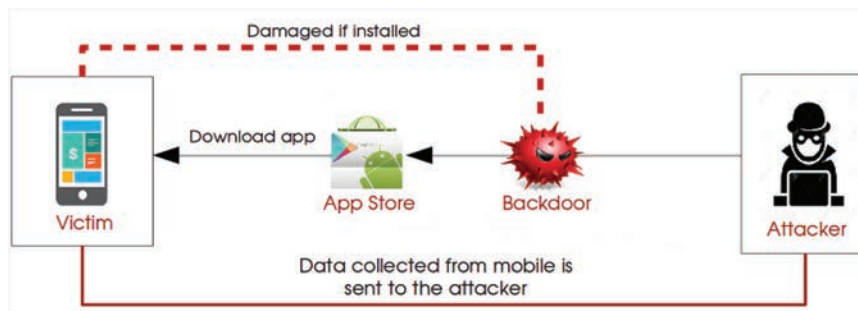 Damaged if installed
Download app
Victim
App Store
Backdoor
Attacker
Data collected from mobile is
sent to the attacker